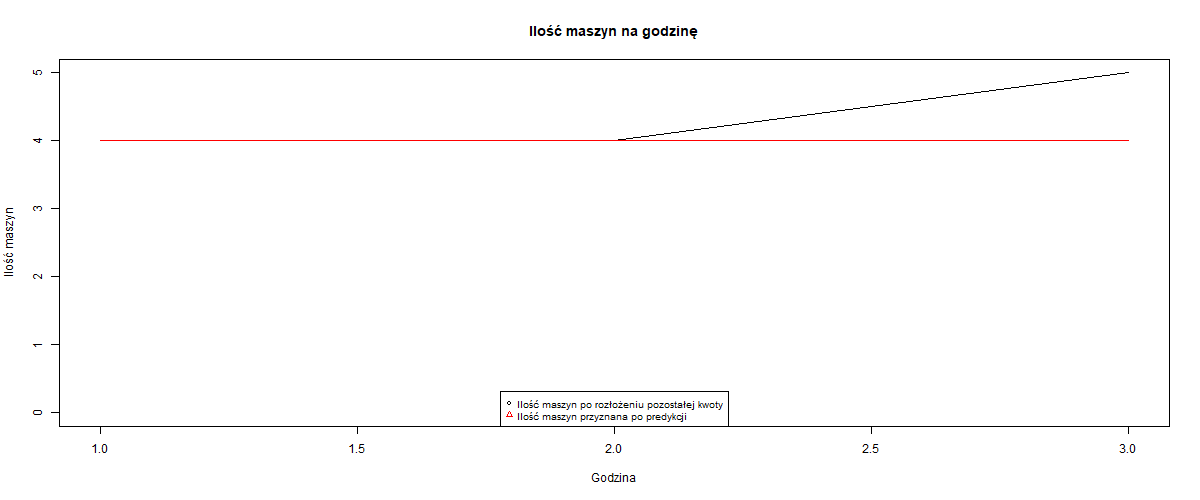 Ilość maszyn na godzinę
Ilość maszyn
5
4
3
2
1
0
Ilość maszyn po rozłożeniu pozostałej kwoty
Ilość maszyn przyznana po predykcji
1.0 1.5 2.0 2.5 3.0
Godzina